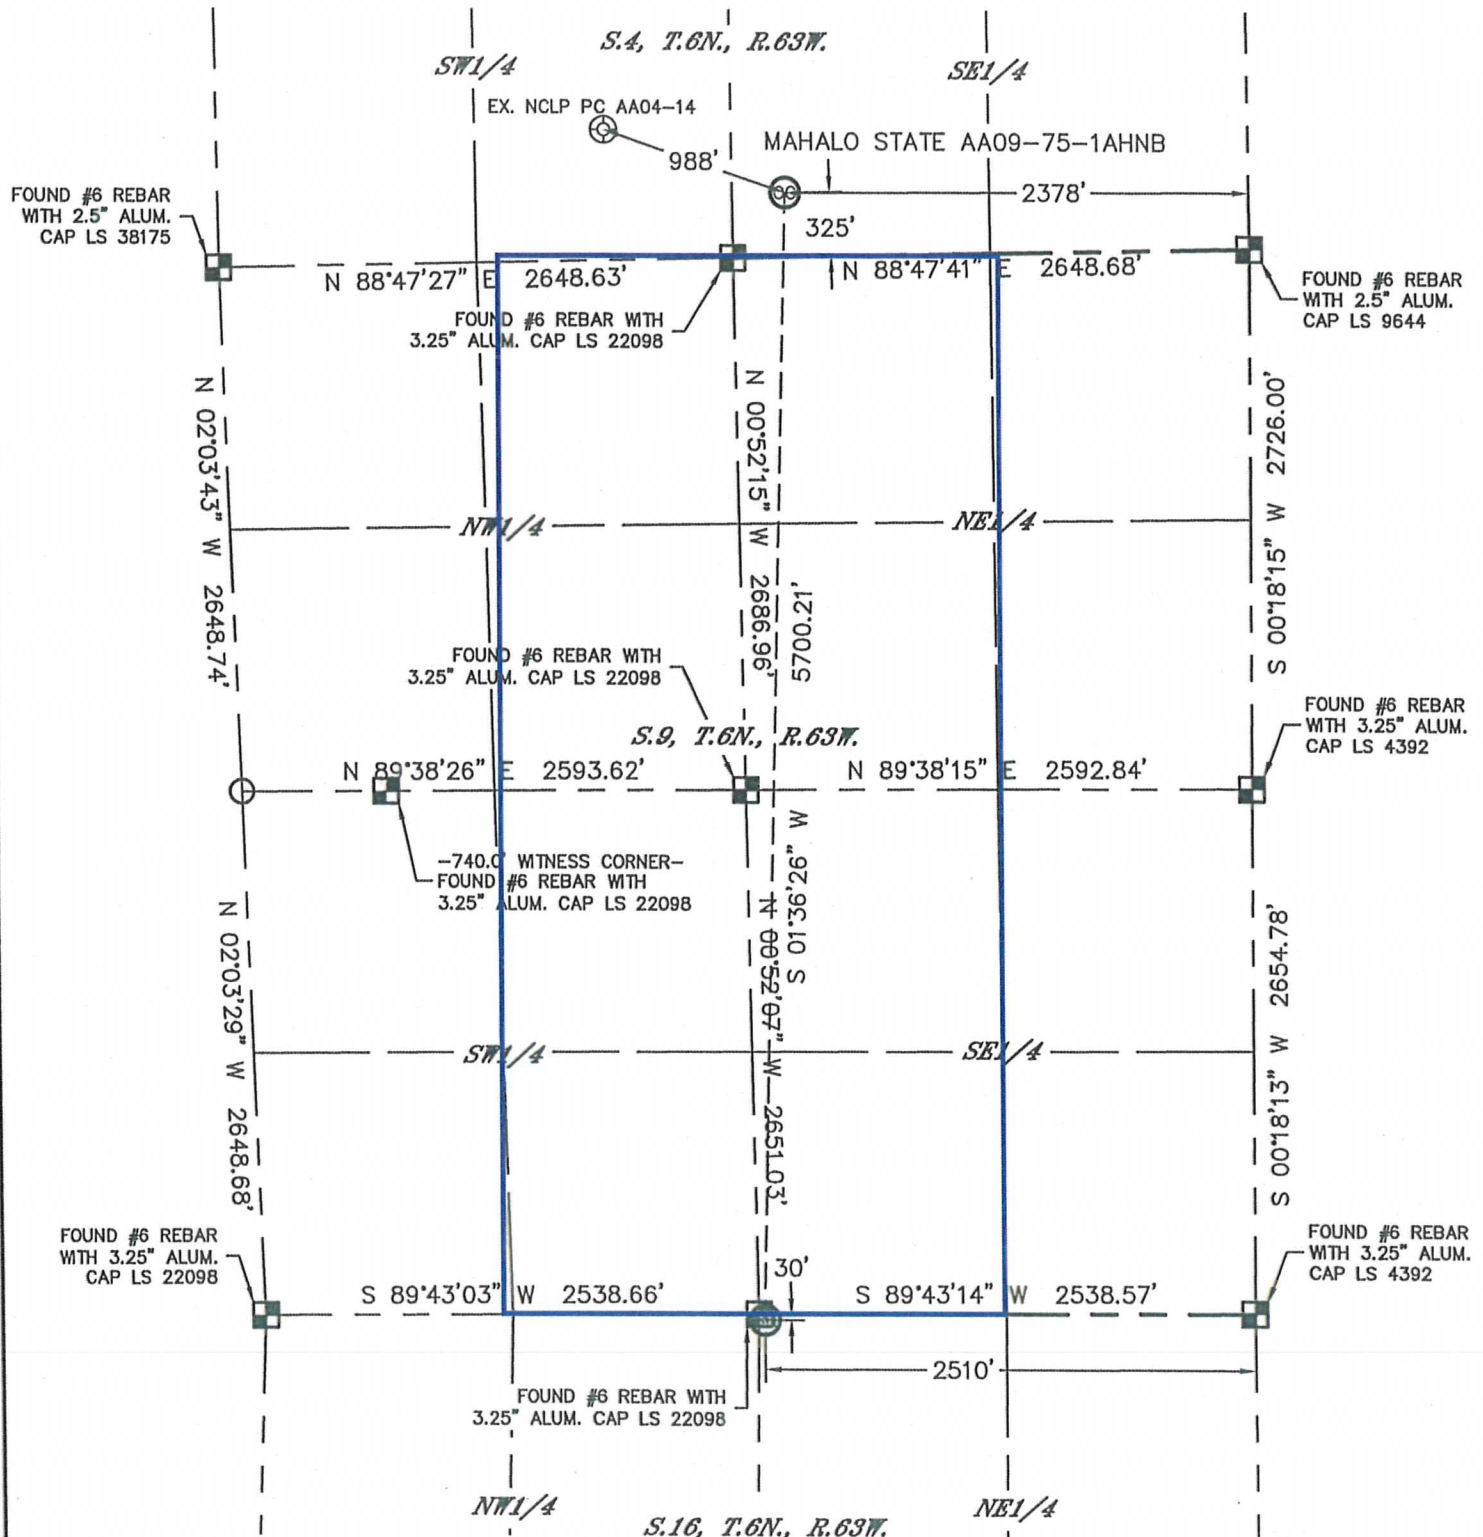 S.4, T.6N., R.63W.
SW1/4
SE1/4
EX. NCLP PC AA04-14
988'
MAHALO STATE AA09-75-1AHNB
2378'
FOUND #6 REBAR
WITH 2.5" ALUM.
CAP LS 38175
325'
N 88°47'27" E 2648.63'
N 88°47'41" E 2648.68'
FOUND #6 REBAR
WITH 2.5" ALUM.
CAP LS 9644
FOUND #6 REBAR WITH
3.25" ALUM. CAP LS 22098
N 02°03'43" W 2648.74'
N 00°52'15" W 2686.96'
S 00°18'15" W 2726.00'
NW1/4
NE1/4
5700.21'
S 01°36'26" W
FOUND #6 REBAR WITH
3.25" ALUM. CAP LS 22098
S.9, T.6N., R.63W.
FOUND #6 REBAR
WITH 3.25" ALUM.
CAP LS 4392
N 89°38'26" E 2593.62'
N 89°38'15" E 2592.84'
-740.0' WITNESS CORNER-
FOUND #6 REBAR WITH
3.25" ALUM. CAP LS 22098
N 02°03'29" W 2648.68'
N 00°52'07" W 2651.03'
S 00°18'13" W 2654.78'
SW1/4
SE1/4
FOUND #6 REBAR
WITH 3.25" ALUM.
CAP LS 22098
FOUND #6 REBAR
WITH 3.25" ALUM.
CAP LS 4392
30'
S 89°43'03" W 2538.66'
S 89°43'14" W 2538.57'
2510'
FOUND #6 REBAR WITH
3.25" ALUM. CAP LS 22098
NW1/4
NE1/4
S.16, T.6N., R.63W.